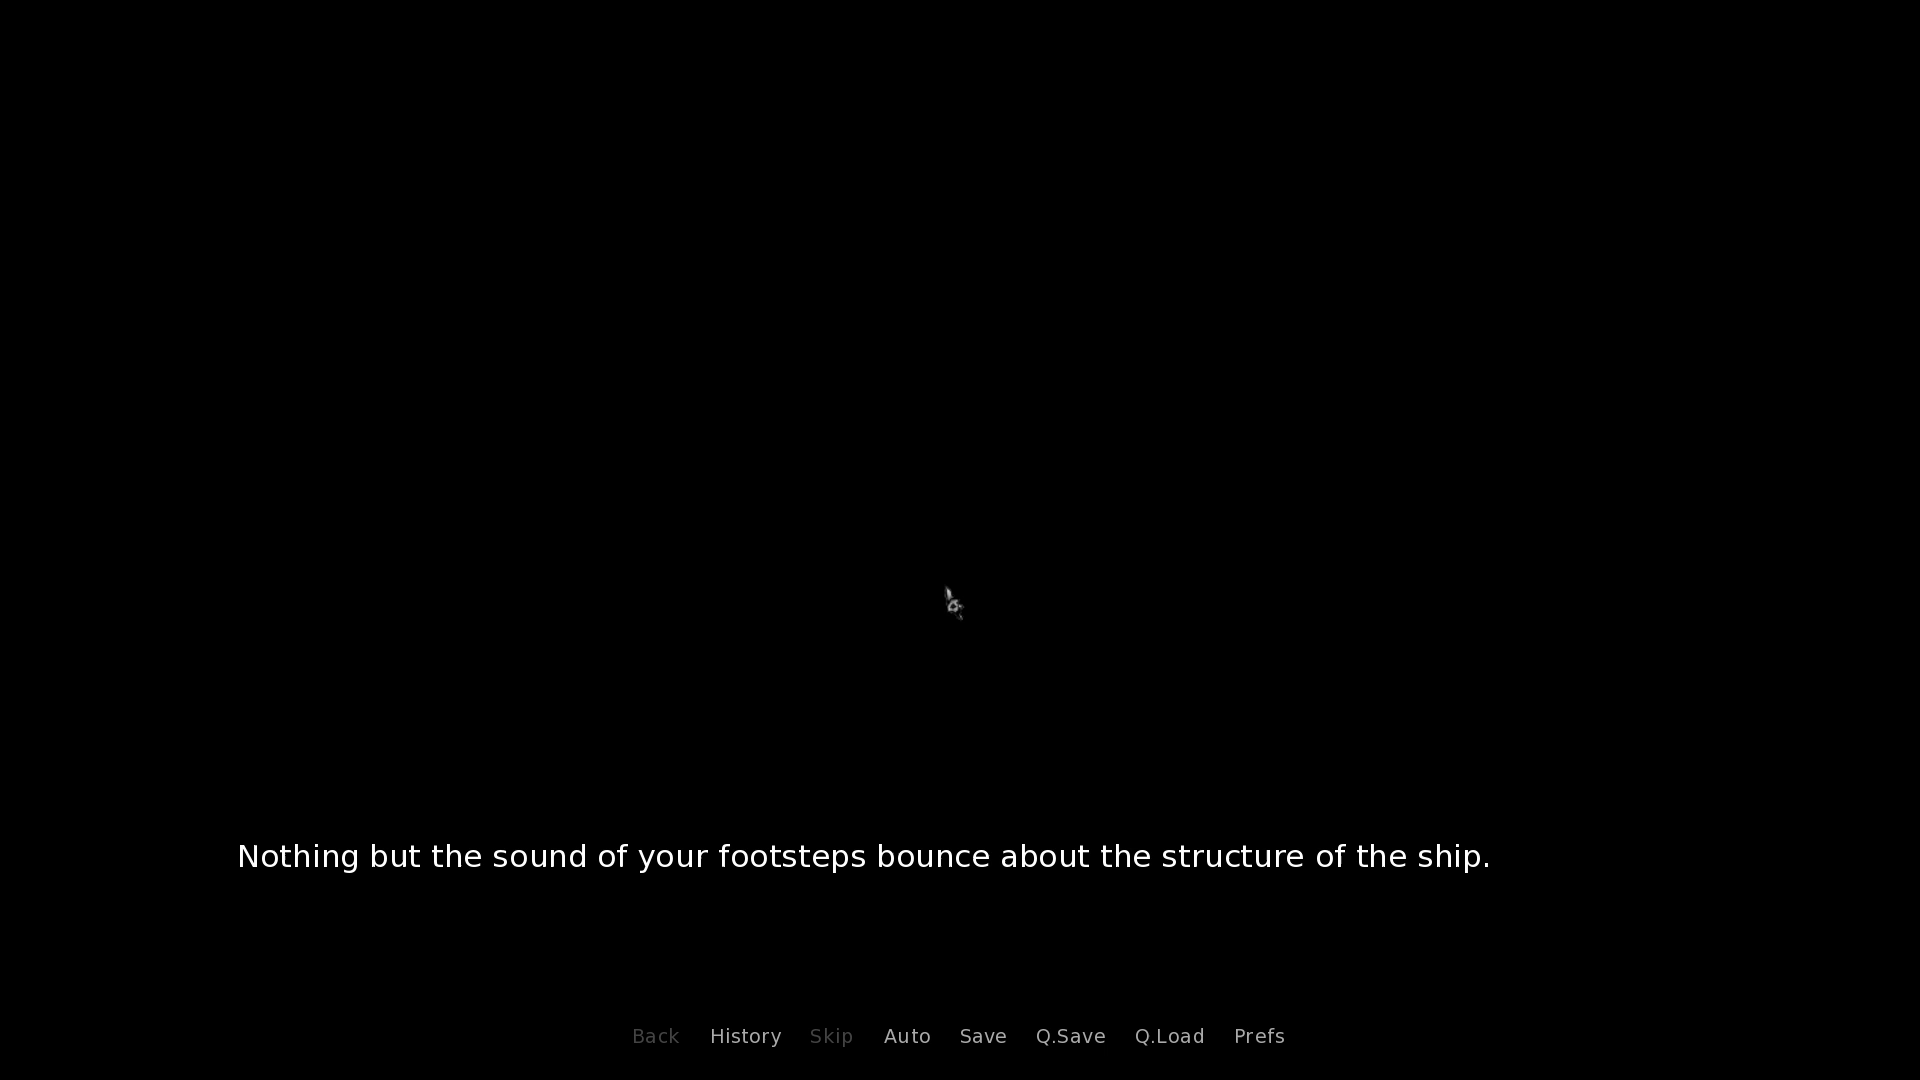 Nothing but the sound of your footsteps bounce about the structure of the ship.
Back History Skip Auto Save Q.Save Q.Load Prefs